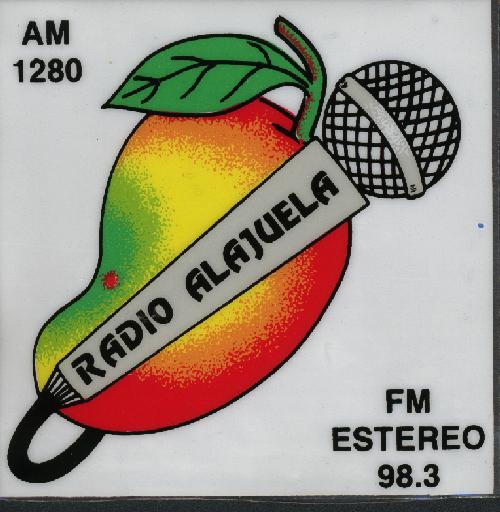 AM
1280
RADIO ALAJUELA
FM
ESTEREO
98.3